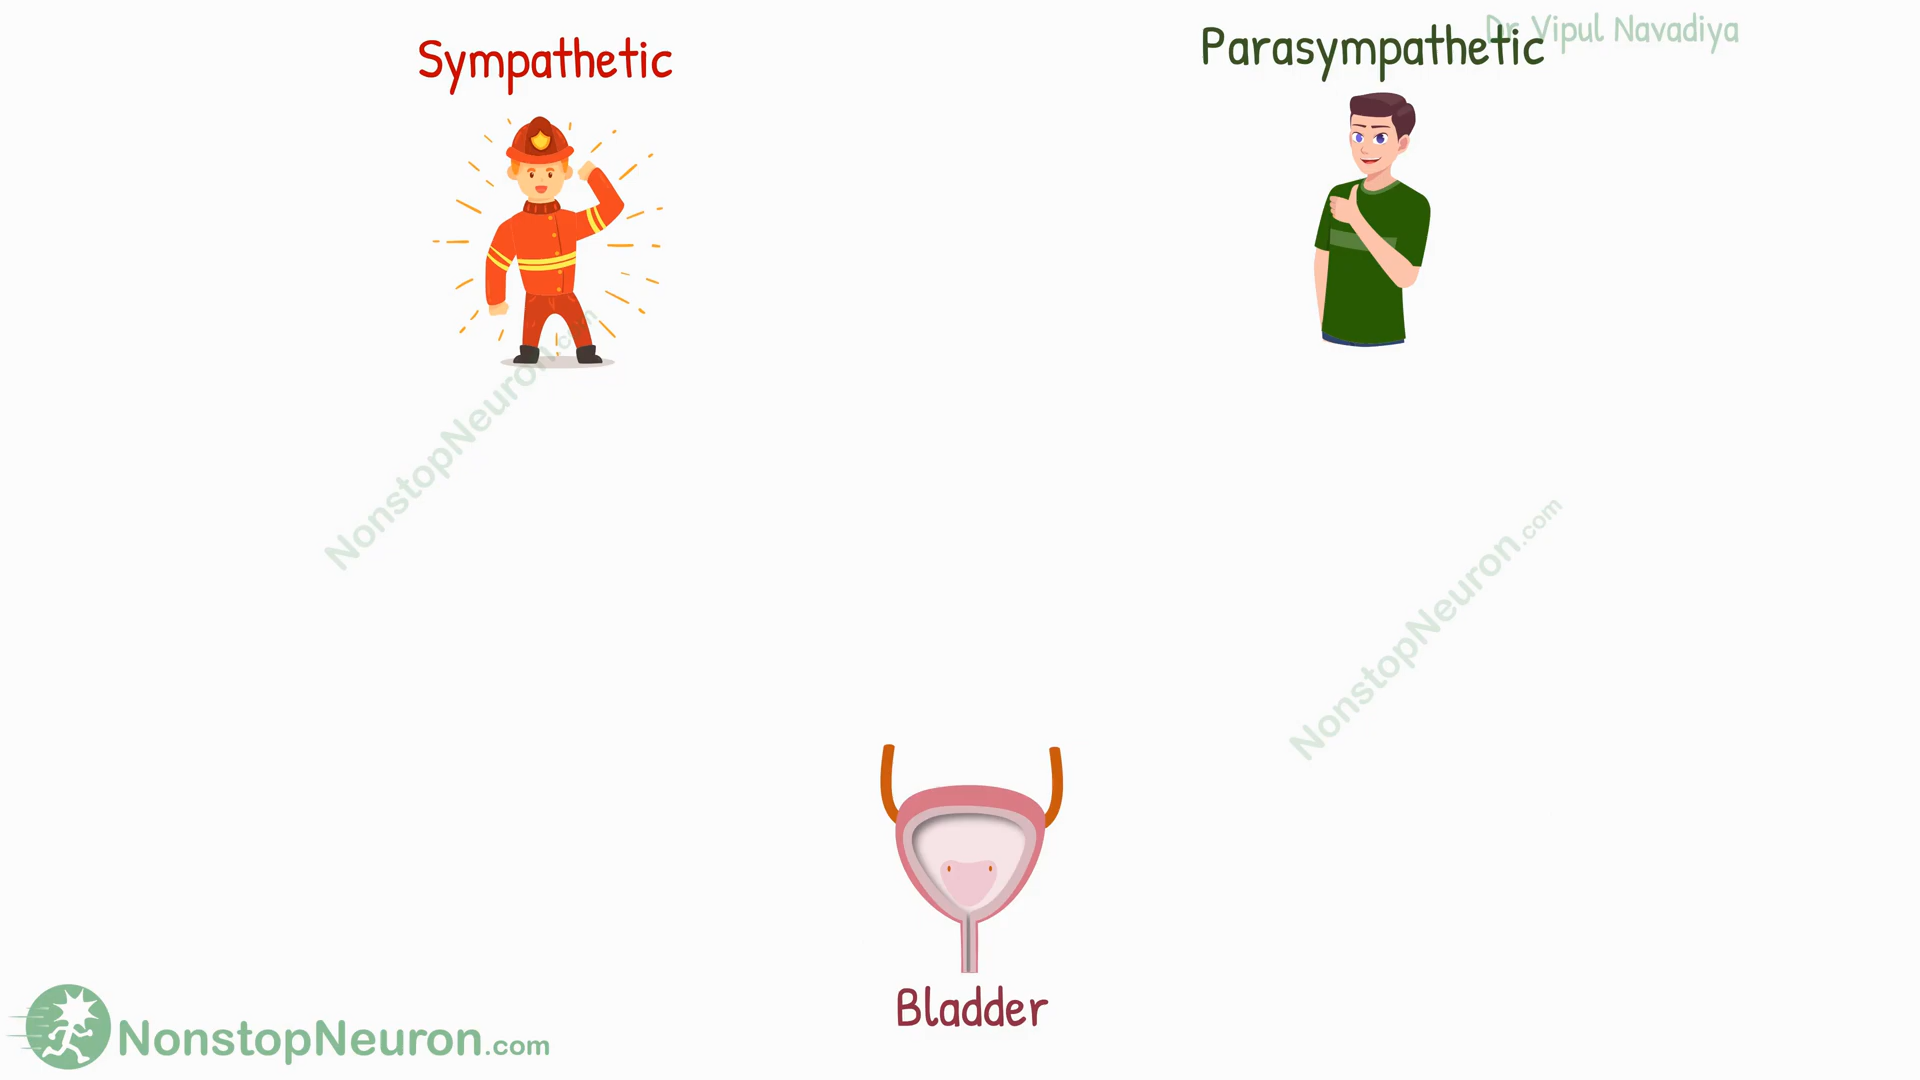 Sympathetic
Parasympathetic
Dr Vipul Navadiya
NonstopNeuron.com
NonstopNeuron.com
Bladder
NonstopNeuron.com